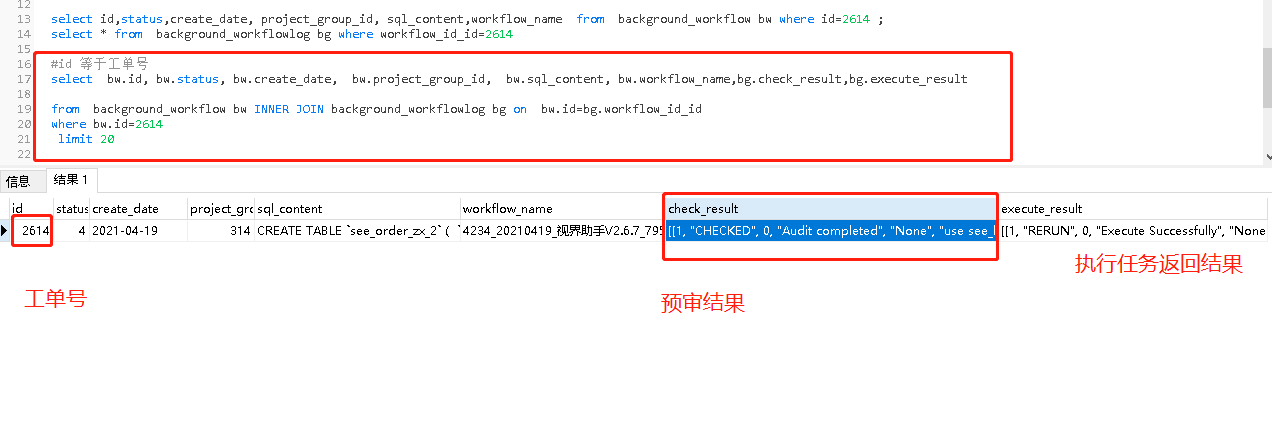 12
13 select id,status,create_date, project_group_id, sql_content,workflow_name from background_workflow bw where id=2614 ;
14 select * from background_workflowlog bg where workflow_id_id=2614
15
16 #id 等于工单号
17 select bw.id, bw.status, bw.create_date, bw.project_group_id, bw.sql_content, bw.workflow_name,bg.check_result,bg.execute_result
18
19 from background_workflow bw INNER JOIN background_workflowlog bg on bw.id=bg.workflow_id_id
20 where bw.id=2614
21 limit 20
22
信息 结果 1
id status create_date project_gro sql_content workflow_name check_result execute_result
2614 4 2021-04-19 314 CREATE TABLE `see_order_zx_2` ( ` 4234_20210419_视界助手V2.6.7_795 [[1, "CHECKED", 0, "Audit completed", "None", "use see_ [[1, "RERUN", 0, "Execute Successfully", "None
执行任务返回结果
工单号
预审结果